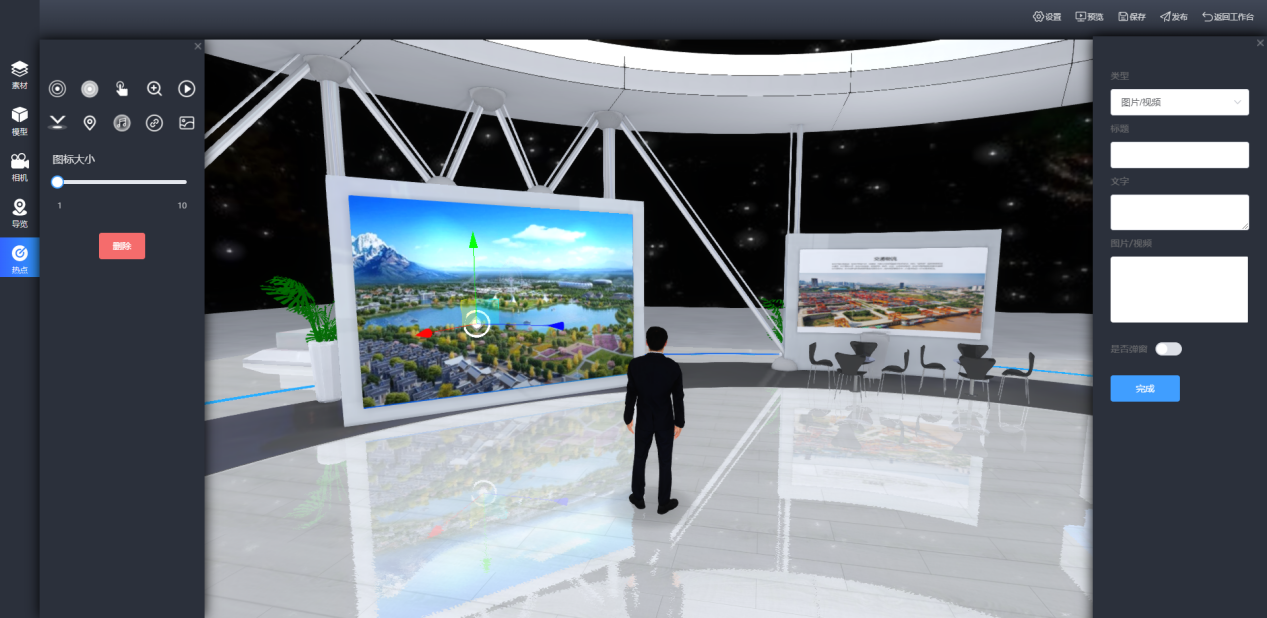 设置 预览 保存 发布 返回工作台
素材
模型
相机
导览
热点
图标大小
1 10
删除
类型
图片/视频
标题
文字
图片/视频
是否弹窗
完成